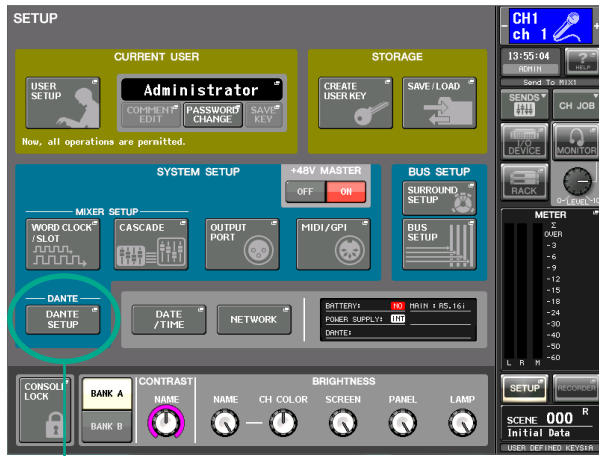 SETUP
CH1
ch 1
CURRENT USER
STORAGE
13:55:04
ADMIN
? HELP
Send To MIX1
USER
SETUP
Administrator
COMMENT
EDIT
PASSWORD
CHANGE
SAVE
KEY
CREATE
USER KEY
SAVE/LOAD
SENDS
CH JOB
Now, all operations are permitted.
I/O
DEVICE
MONITOR
SYSTEM SETUP
+48V MASTER
OFF
ON
BUS SETUP
SURROUND
SETUP
RACK
0-LEVEL-10
MIXER SETUP
WORD CLOCK
/SLOT
CASCADE
OUTPUT
PORT
MIDI/GPI
BUS
SETUP
METER
Σ
OVER
-3
-6
-9
-12
-15
-18
-24
-30
-40
-50
-60
L R M
DANTE
DANTE
SETUP
DATE
/TIME
NETWORK
BATTERY: NO MAIN : R5.16i
POWER SUPPLY: INT
DANTE:
CONSOLE
LOCK
BANK A
BANK B
CONTRAST
NAME
BRIGHTNESS
NAME
CH COLOR
SCREEN
PANEL
LAMP
SETUP
RECORDER
SCENE 000 R
Initial Data
USER DEFINED KEYS:A